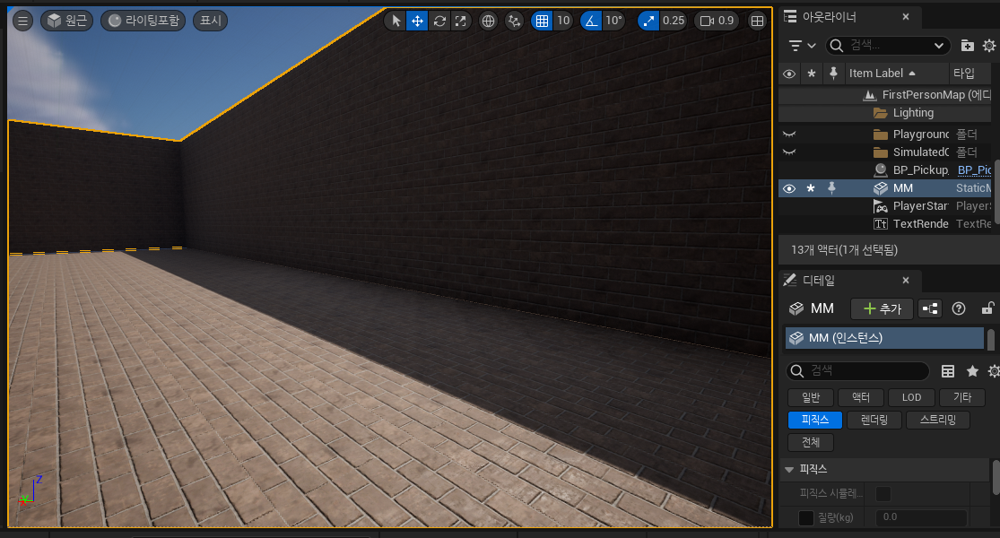 원근 라이팅포함 표시 10 10° 0.25 0.9
Z
Y
아웃라이너
검색...
Item Label 타입
FirstPersonMap (에디
Lighting
Playground 폴더
SimulatedC 폴더
BP_Pickup_ BP_Pic
MM StaticM
PlayerStar PlayerS
TextRende TextRe
13개 액터(1개 선택됨)
디테일
MM 추가
MM (인스턴스)
검색
일반 액터 LOD 기타
피직스 렌더링 스트리밍
전체
피직스
피직스 시뮬레...
질량(kg) 0.0